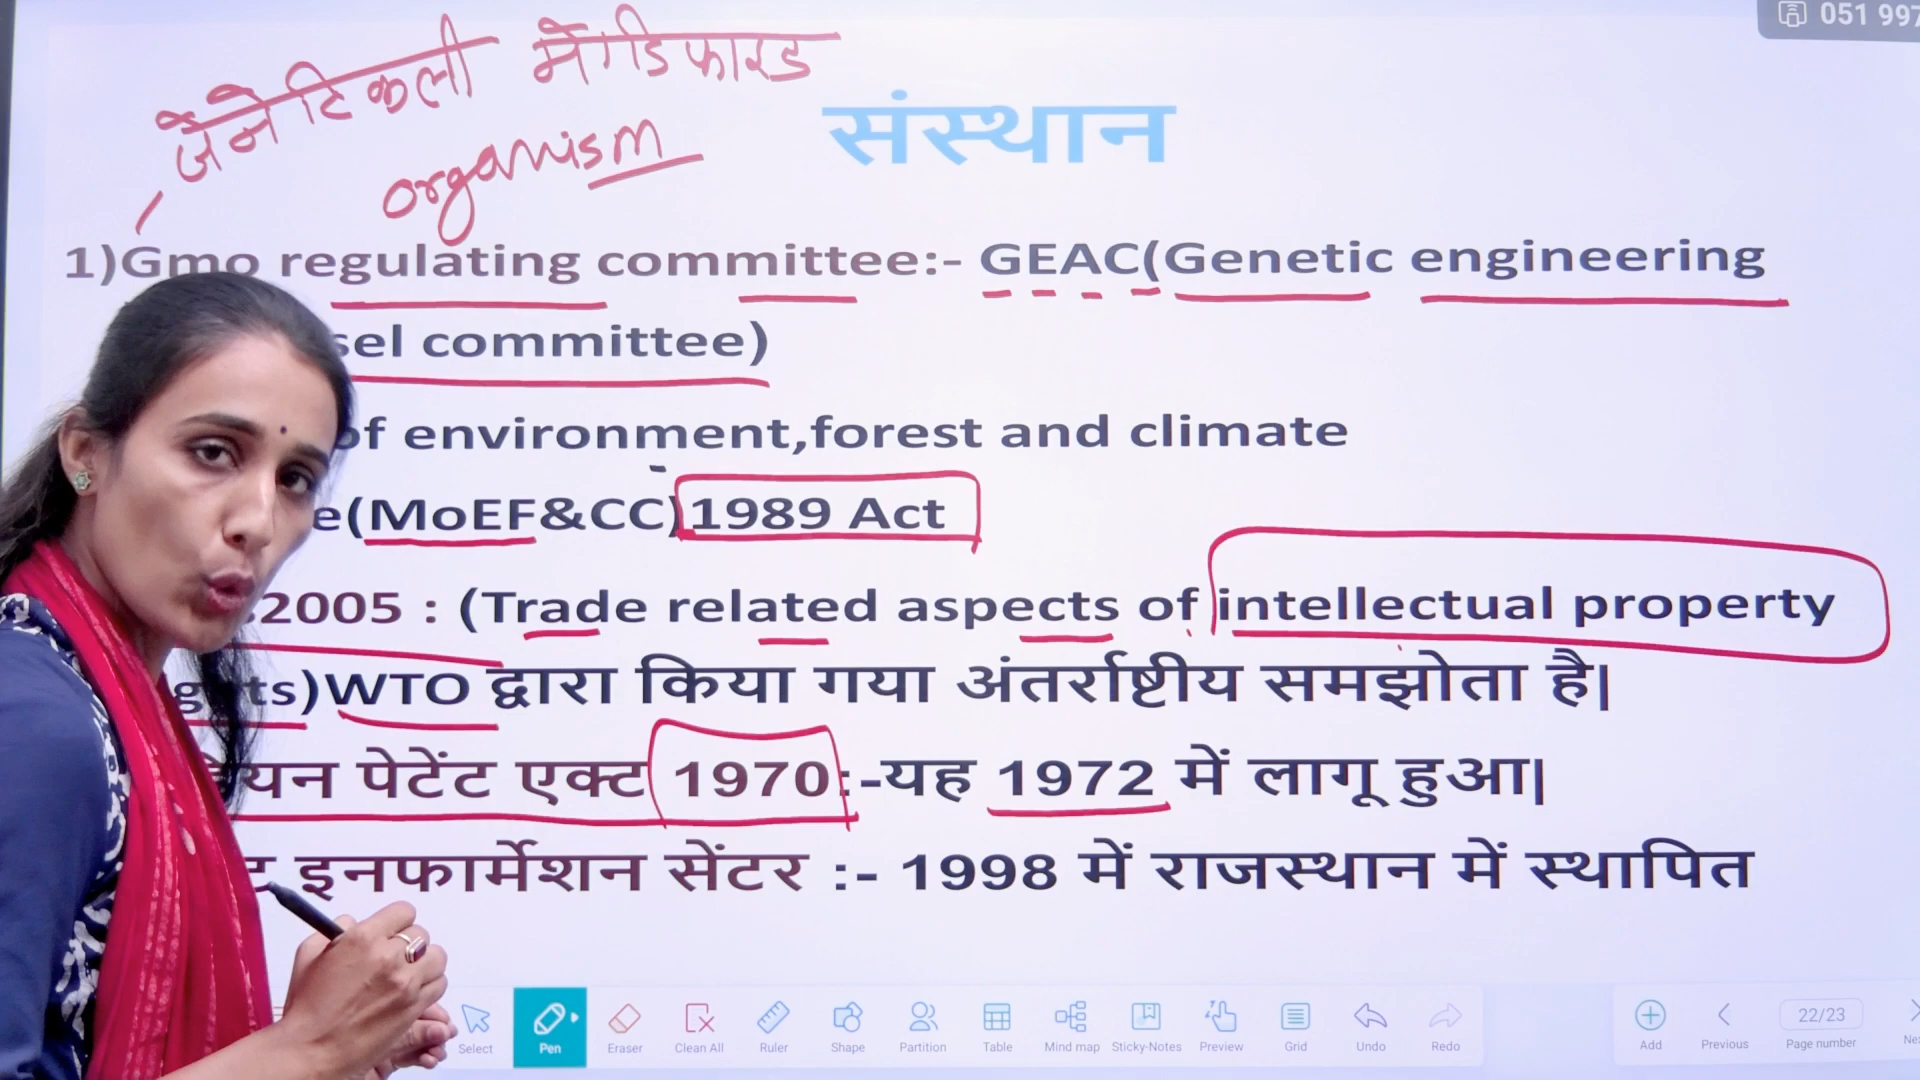 जेनेटिकली मोडिफाइड
organism
051 997
संस्थान
1)Gmo regulating committee:- GEAC(Genetic engineering
sel committee)
of environment,forest and climate
e(MoEF&CC)1989 Act
2005 : (Trade related aspects of intellectual property
ts)WTO द्वारा किया गया अंतर्राष्टीय समझोता है|
यन पेटेंट एक्ट 1970:-यह 1972 में लागू हुआ|
इनफार्मेशन सेंटर :- 1998 में राजस्थान में स्थापित
Select Pen Eraser Clean All Ruler Shape Partition Table Mind map Sticky-Notes Preview Grid Undo Redo Add Previous 22/23 Page number